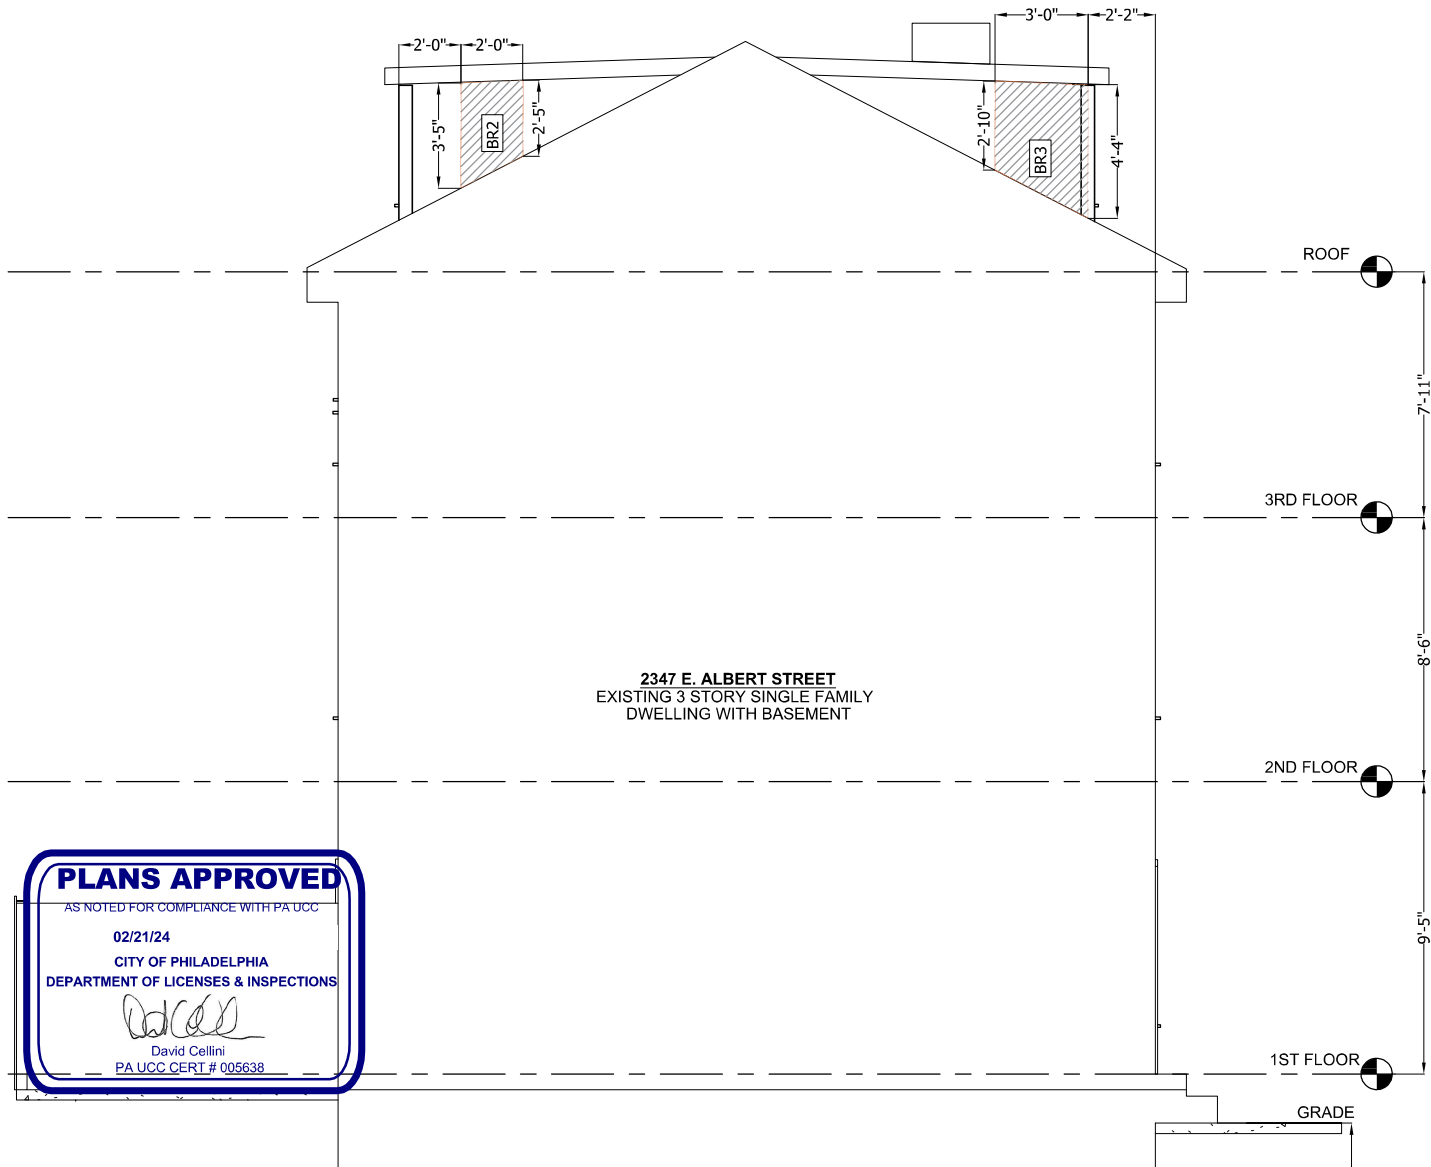 3'-0"
2'-2"
2'-0"
2'-0"
3'-5"
BR2
2'-5"
2'-10"
BR3
4'-4"
ROOF
7'-11"
3RD FLOOR
8'-6"
2347 E. ALBERT STREET
EXISTING 3 STORY SINGLE FAMILY
DWELLING WITH BASEMENT
2ND FLOOR
9'-5"
PLANS APPROVED
AS NOTED FOR COMPLIANCE WITH PA UCC
02/21/24
CITY OF PHILADELPHIA
DEPARTMENT OF LICENSES & INSPECTIONS
David Cellini
PA UCC CERT # 005638
1ST FLOOR
GRADE